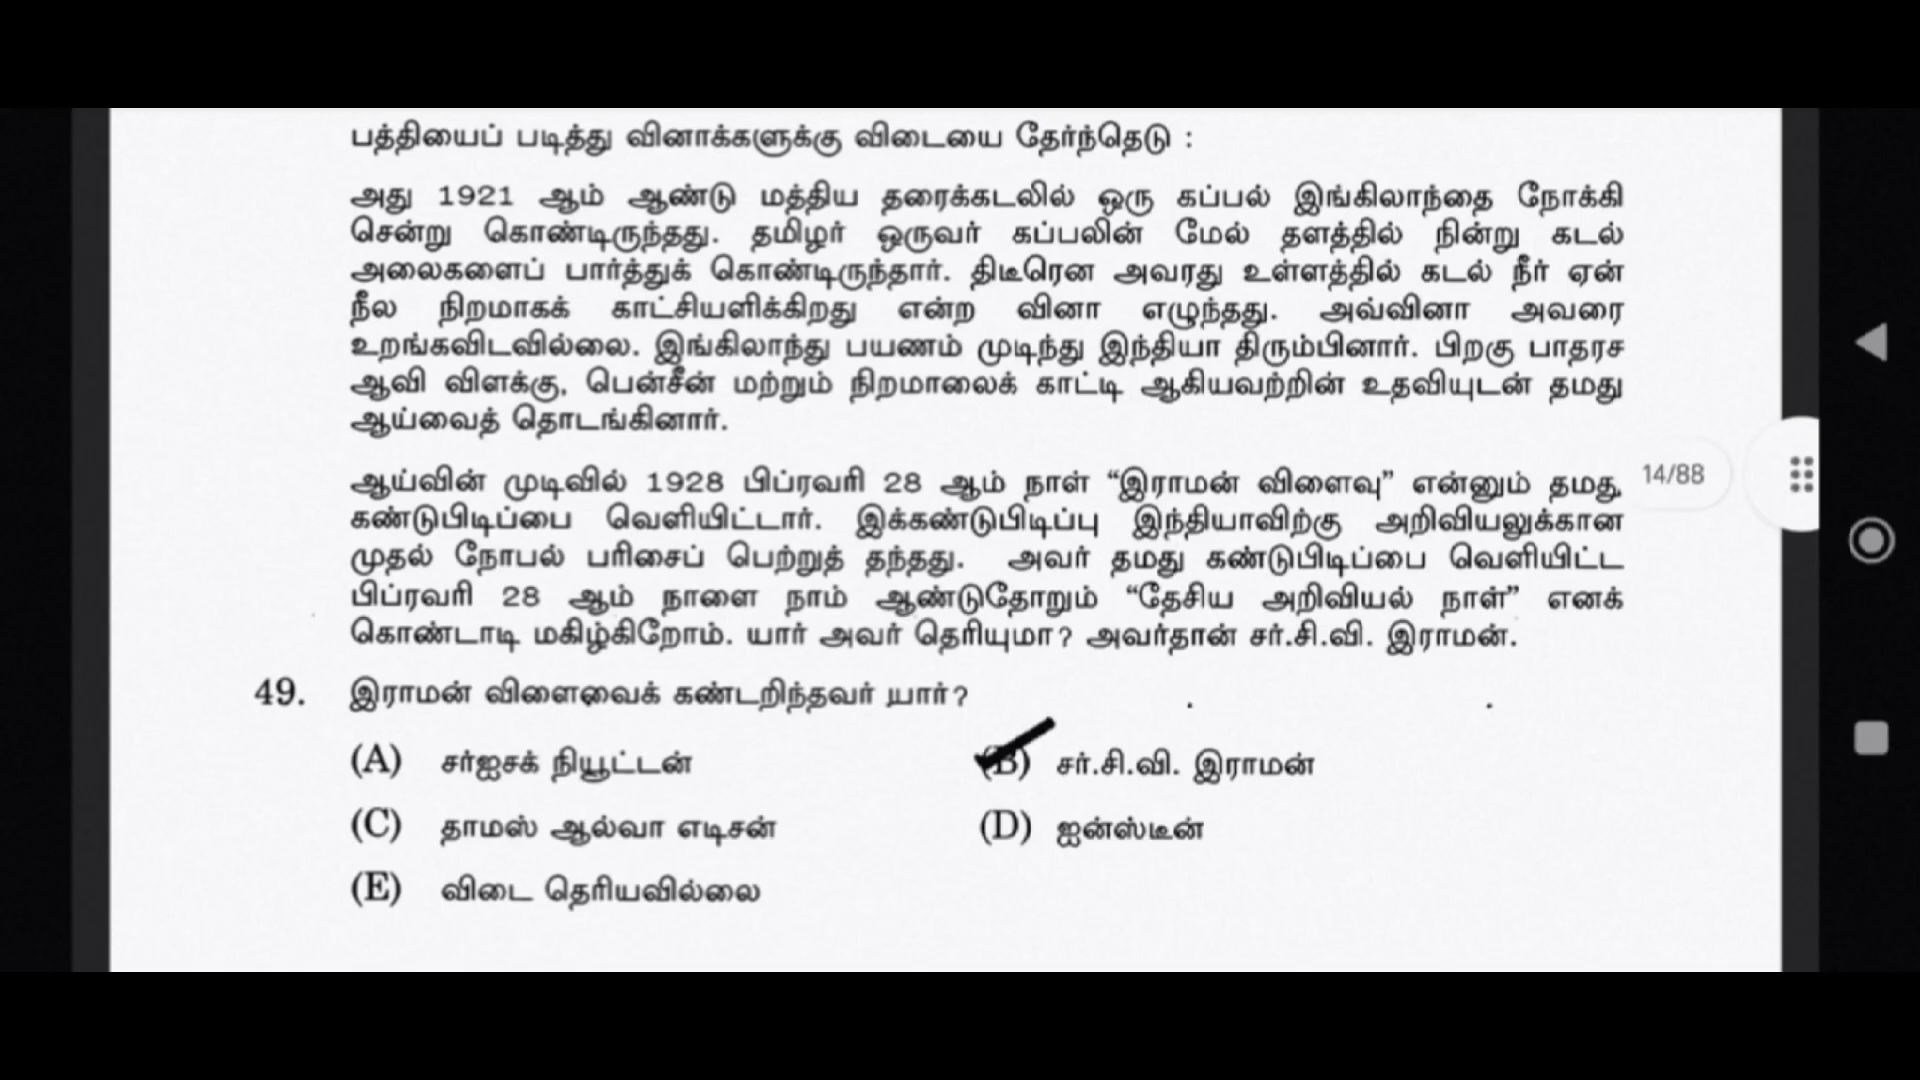 பத்தியைப் படித்து வினாக்களுக்கு விடையை தேர்ந்தெடு :
அது 1921 ஆம் ஆண்டு மத்திய தரைக்கடலில் ஒரு கப்பல் இங்கிலாந்தை நோக்கி
சென்று கொண்டிருந்தது. தமிழர் ஒருவர் கப்பலின் மேல் தளத்தில் நின்று கடல்
அலைகளைப் பார்த்துக் கொண்டிருந்தார். திடீரென அவரது உள்ளத்தில் கடல் நீர் ஏன்
நீல நிறமாகக் காட்சியளிக்கிறது என்ற வினா எழுந்தது. அவ்வினா அவரை
உறங்கவிடவில்லை. இங்கிலாந்து பயணம் முடிந்து இந்தியா திரும்பினார். பிறகு பாதரச
ஆவி விளக்கு, பென்சீன் மற்றும் நிறமாலைக் காட்டி ஆகியவற்றின் உதவியுடன் தமது
ஆய்வைத் தொடங்கினார்.
ஆய்வின் முடிவில் 1928 பிப்ரவரி 28 ஆம் நாள் “இராமன் விளைவு” என்னும் தமது
கண்டுபிடிப்பை வெளியிட்டார். இக்கண்டுபிடிப்பு இந்தியாவிற்கு அறிவியலுக்கான
முதல் நோபல் பரிசைப் பெற்றுத் தந்தது. அவர் தமது கண்டுபிடிப்பை வெளியிட்ட
பிப்ரவரி 28 ஆம் நாளை நாம் ஆண்டுதோறும் “தேசிய அறிவியல் நாள்” எனக்
கொண்டாடி மகிழ்கிறோம். யார் அவர் தெரியுமா? அவர்தான் சர்.சி.வி. இராமன்.
14/88
49. இராமன் விளைவைக் கண்டறிந்தவர் யார்?
(A) சர்ஐசக் நியூட்டன்
(B) சர்.சி.வி. இராமன்
(C) தாமஸ் ஆல்வா எடிசன்
(D) ஐன்ஸ்டீன்
(E) விடை தெரியவில்லை